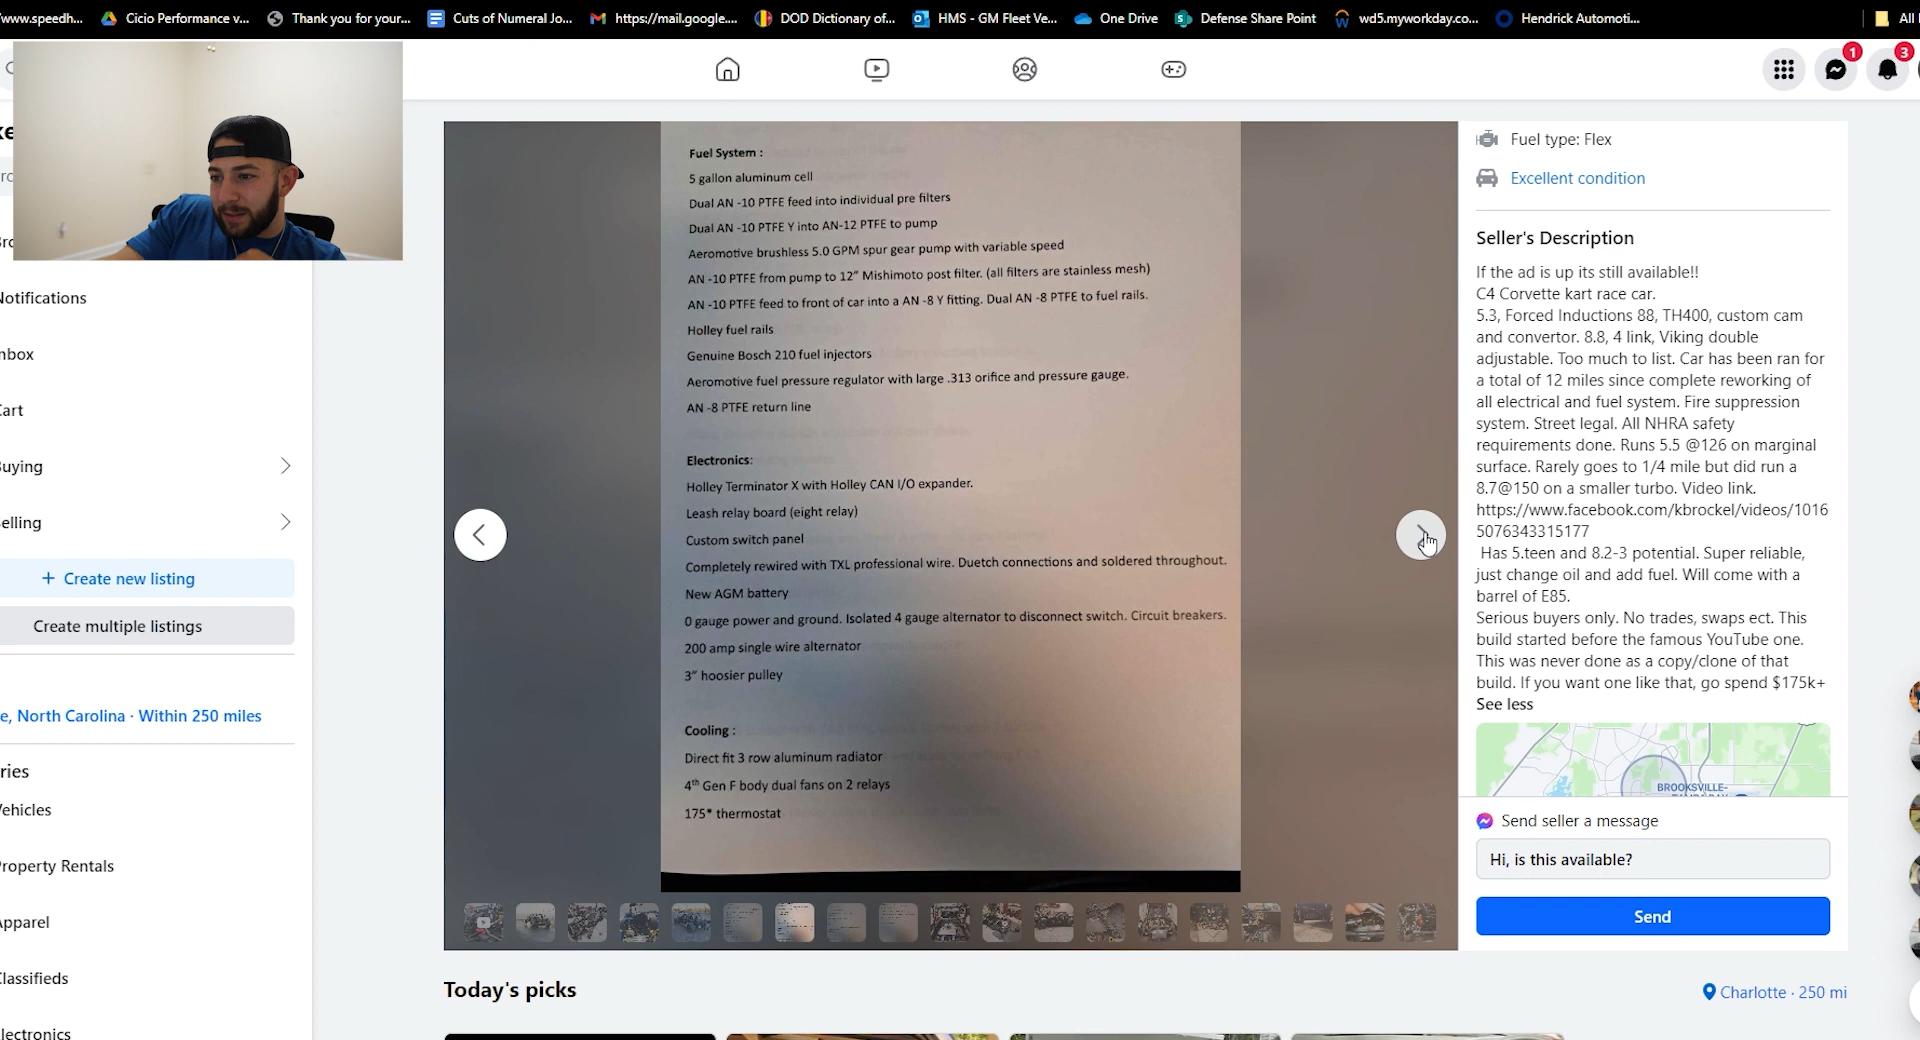 www.speedh...
Cicio Performance v...
Thank you for your...
Cuts of Numeral Jo...
https://mail.google....
DOD Dictionary of...
HMS - GM Fleet Ve...
One Drive
Defense Share Point
wd5.myworkday.co...
Hendrick Automoti...
All
1
3
Notifications
nbox
Cart
Buying
Selling
+ Create new listing
Create multiple listings
e, North Carolina · Within 250 miles
ries
Vehicles
Property Rentals
Apparel
Classifieds
Electronics
Fuel System :
5 gallon aluminum cell
Dual AN -10 PTFE feed into individual pre filters
Dual AN -10 PTFE Y into AN-12 PTFE to pump
Aeromotive brushless 5.0 GPM spur gear pump with variable speed
AN -10 PTFE from pump to 12" Mishimoto post filter. (all filters are stainless mesh)
AN -10 PTFE feed to front of car into a AN -8 Y fitting. Dual AN -8 PTFE to fuel rails.
Holley fuel rails
Genuine Bosch 210 fuel injectors
Aeromotive fuel pressure regulator with large .313 orifice and pressure gauge.
AN -8 PTFE return line
Electronics:
Holley Terminator X with Holley CAN I/O expander.
Leash relay board (eight relay)
Custom switch panel
Completely rewired with TXL professional wire. Duetch connections and soldered throughout.
New AGM battery
0 gauge power and ground. Isolated 4 gauge alternator to disconnect switch. Circuit breakers.
200 amp single wire alternator
3" hoosier pulley
Cooling :
Direct fit 3 row aluminum radiator
4th Gen F body dual fans on 2 relays
175* thermostat
Fuel type: Flex
Excellent condition
Seller's Description
If the ad is up its still available!!
C4 Corvette kart race car.
5.3, Forced Inductions 88, TH400, custom cam
and convertor. 8.8, 4 link, Viking double
adjustable. Too much to list. Car has been ran for
a total of 12 miles since complete reworking of
all electrical and fuel system. Fire suppression
system. Street legal. All NHRA safety
requirements done. Runs 5.5 @126 on marginal
surface. Rarely goes to 1/4 mile but did run a
8.7@150 on a smaller turbo. Video link.
https://www.facebook.com/kbrockel/videos/1016
5076343315177
Has 5.teen and 8.2-3 potential. Super reliable,
just change oil and add fuel. Will come with a
barrel of E85.
Serious buyers only. No trades, swaps ect. This
build started before the famous YouTube one.
This was never done as a copy/clone of that
build. If you want one like that, go spend $175k+
See less
BROOKSVILLE-
Send seller a message
Hi, is this available?
Send
Today's picks
Charlotte · 250 mi